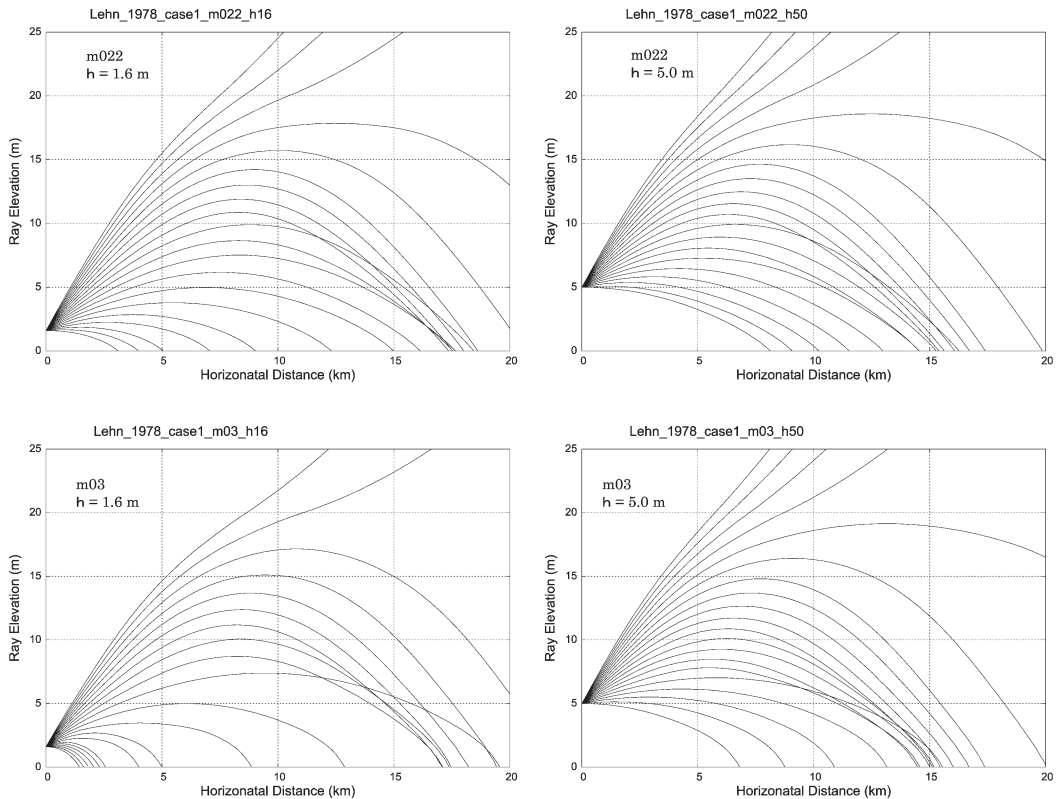 Lehn_1978_case1_m022_h16
m022
h = 1.6 m
Ray Elevation (m)
25
20
15
10
5
0
0
5
10
15
20
Horizonatal Distance (km)
Lehn_1978_case1_m022_h50
m022
h = 5.0 m
Ray Elevation (m)
25
20
15
10
5
0
0
5
10
15
20
Horizonatal Distance (km)
Lehn_1978_case1_m03_h16
m03
h = 1.6 m
Ray Elevation (m)
25
20
15
10
5
0
0
5
10
15
20
Horizonatal Distance (km)
Lehn_1978_case1_m03_h50
m03
h = 5.0 m
Ray Elevation (m)
25
20
15
10
5
0
0
5
10
15
20
Horizonatal Distance (km)